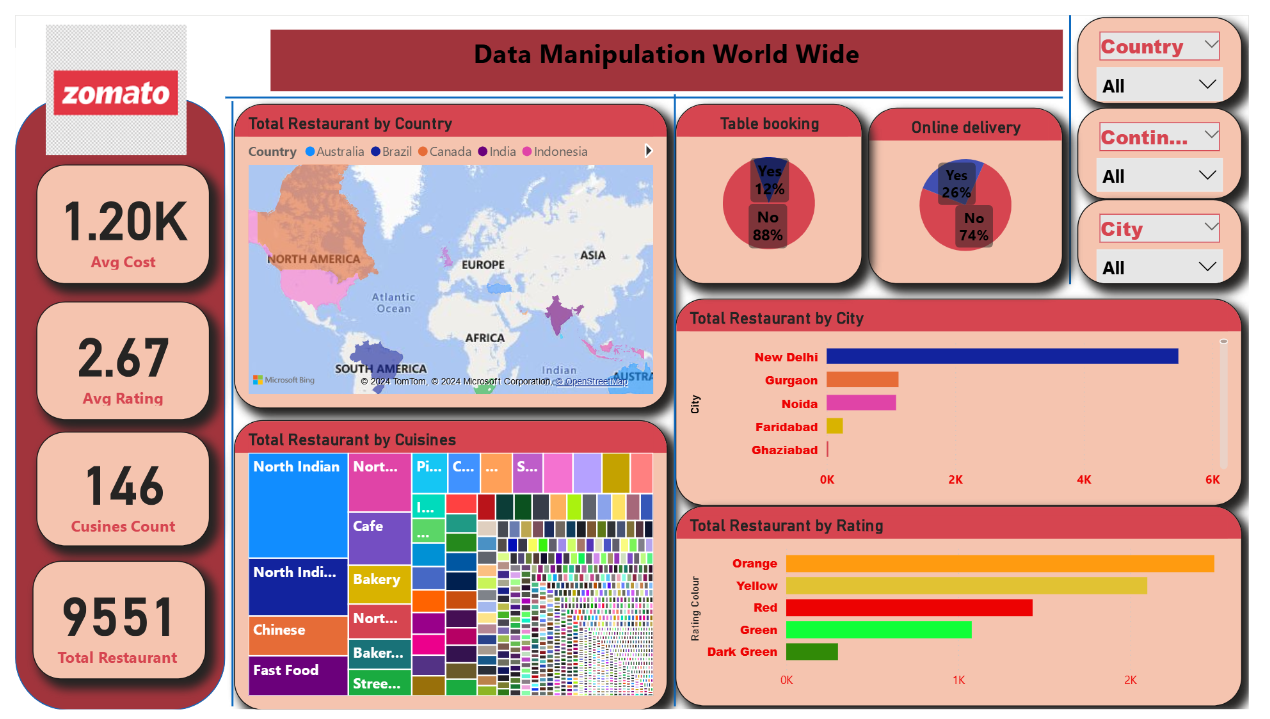 zomato
Data Manipulation World Wide
Country
All
Contin...
All
City
All
1.20K
Avg Cost
2.67
Avg Rating
146
Cusines Count
9551
Total Restaurant
Total Restaurant by Country
Country Australia Brazil Canada India Indonesia
NORTH AMERICA
EUROPE
ASIA
Atlantic
Ocean
AFRICA
SOUTH AMERICA
Indian
AUSTRA
Microsoft Bing
© 2024 TomTom, © 2024 Microsoft Corporation, © OpenStreetMap
Table booking
Yes
12%
No
88%
Online delivery
Yes
26%
No
74%
Total Restaurant by City
City
New Delhi
Gurgaon
Noida
Faridabad
Ghaziabad
0K 2K 4K 6K
Total Restaurant by Cuisines
North Indian
North Indi...
Chinese
Fast Food
Nort...
Cafe
Bakery
Nort...
Baker...
Stree...
Pi...
C...
...
S...
I...
...
Total Restaurant by Rating
Rating Colour
Orange
Yellow
Red
Green
Dark Green
0K 1K 2K